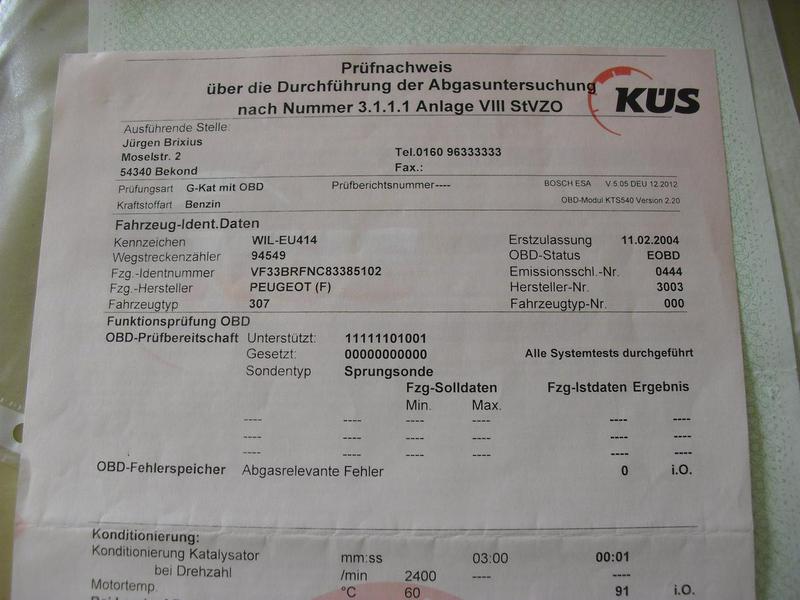 Prüfnachweis
über die Durchführung der Abgasuntersuchung
nach Nummer 3.1.1.1 Anlage VIII StVZO
KÜS
Ausführende Stelle:
Jürgen Brixius
Moselstr. 2 Tel.0160 96333333
54340 Bekond Fax.:
Prüfungsart G-Kat mit OBD Prüfberichtsnummer---- BOSCH ESA V 5.05 DEU 12.2012
Kraftstoffart Benzin OBD-Modul KTS540 Version 2.20
Fahrzeug-Ident.Daten
Kennzeichen WIL-EU414 Erstzulassung 11.02.2004
Wegstreckenzähler 94549 OBD-Status EOBD
Fzg.-Identnummer VF33BRFNC83385102 Emissionsschl.-Nr. 0444
Fzg.-Hersteller PEUGEOT (F) Hersteller-Nr. 3003
Fahrzeugtyp 307 Fahrzeugtyp-Nr. 000
Funktionsprüfung OBD
OBD-Prüfbereitschaft Unterstützt: 11111101001
Gesetzt: 00000000000 Alle Systemtests durchgeführt
Sondentyp Sprungsonde
Fzg-Solldaten Fzg-Istdaten Ergebnis
Min. Max.
---- ---- ---- ---- ---- ----
---- ---- ---- ---- ---- ----
---- ---- ---- ---- ---- ----
OBD-Fehlerspeicher Abgasrelevante Fehler 0 i.O.
Konditionierung:
Konditionierung Katalysator mm:ss 03:00 00:01
bei Drehzahl /min 2400 ---- ----
Motortemp. °C 60 91 i.O.